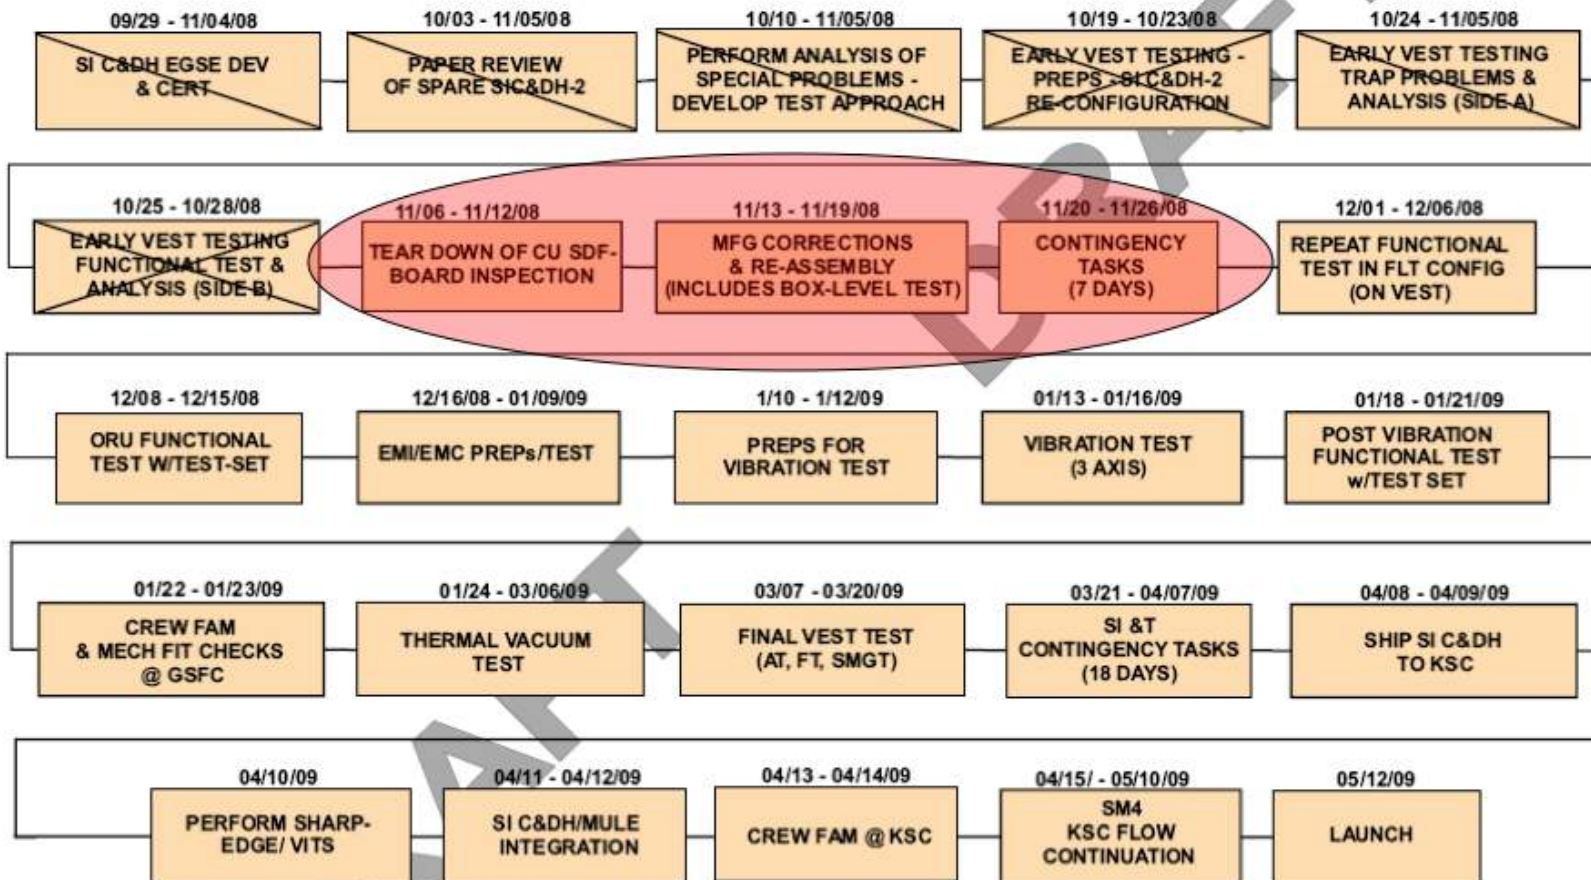 09/29 - 11/04/08
SI C&DH EGSE DEV
& CERT
10/03 - 11/05/08
PAPER REVIEW
OF SPARE SIC&DH-2
10/10 - 11/05/08
PERFORM ANALYSIS OF
SPECIAL PROBLEMS -
DEVELOP TEST APPROACH
10/19 - 10/23/08
EARLY VEST TESTING -
PREPS - SI C&DH-2
RE-CONFIGURATION
10/24 - 11/05/08
EARLY VEST TESTING
TRAP PROBLEMS &
ANALYSIS (SIDE A)
10/25 - 10/28/08
EARLY VEST TESTING
FUNCTIONAL TEST &
ANALYSIS (SIDE B)
11/06 - 11/12/08
TEAR DOWN OF CU SDF-
BOARD INSPECTION
11/13 - 11/19/08
MFG CORRECTIONS
& RE-ASSEMBLY
(INCLUDES BOX-LEVEL TEST)
11/20 - 11/26/08
CONTINGENCY
TASKS
(7 DAYS)
12/01 - 12/06/08
REPEAT FUNCTIONAL
TEST IN FLT CONFIG
(ON VEST)
12/08 - 12/15/08
ORU FUNCTIONAL
TEST W/TEST-SET
12/16/08 - 01/09/09
EMI/EMC PREPs/TEST
1/10 - 1/12/09
PREPS FOR
VIBRATION TEST
01/13 - 01/16/09
VIBRATION TEST
(3 AXIS)
01/18 - 01/21/09
POST VIBRATION
FUNCTIONAL TEST
w/TEST SET
01/22 - 01/23/09
CREW FAM
& MECH FIT CHECKS
@ GSFC
01/24 - 03/06/09
THERMAL VACUUM
TEST
03/07 - 03/20/09
FINAL VEST TEST
(AT, FT, SMGT)
03/21 - 04/07/09
SI &T
CONTINGENCY TASKS
(18 DAYS)
04/08 - 04/09/09
SHIP SI C&DH
TO KSC
04/10/09
PERFORM SHARP-
EDGE/ VITS
04/11 - 04/12/09
SI C&DH/MULE
INTEGRATION
04/13 - 04/14/09
CREW FAM @ KSC
04/15/ - 05/10/09
SM4
KSC FLOW
CONTINUATION
05/12/09
LAUNCH